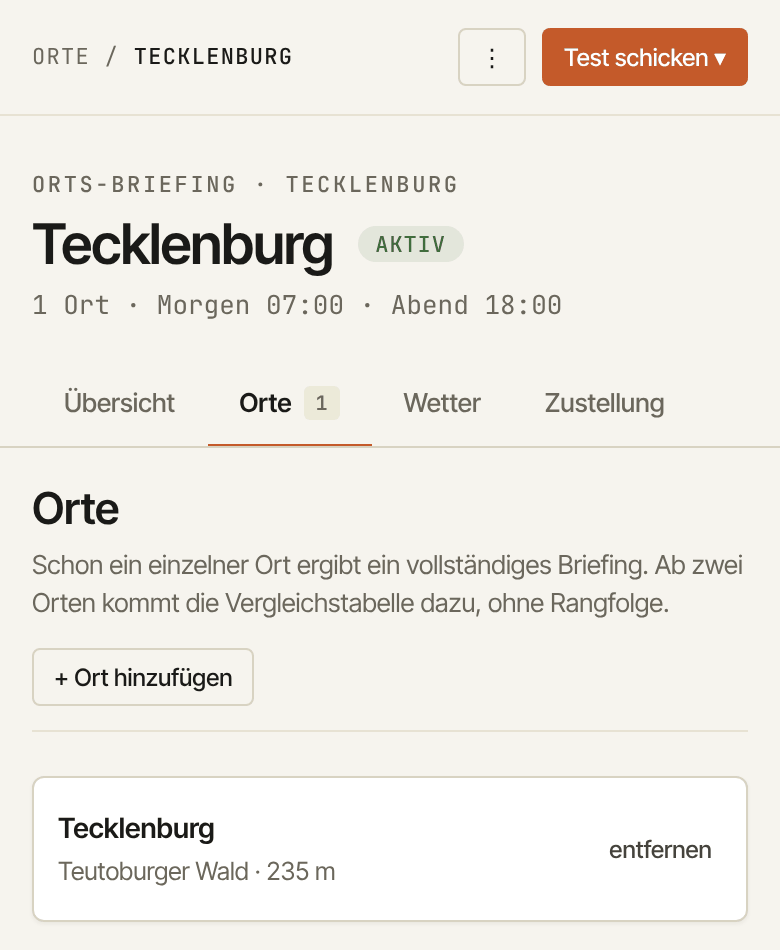 ORTE / TECKLENBURG
⋮
Test schicken ▾
ORTS-BRIEFING · TECKLENBURG
Tecklenburg AKTIV
1 Ort · Morgen 07:00 · Abend 18:00
Übersicht Orte 1 Wetter Zustellung
Orte
Schon ein einzelner Ort ergibt ein vollständiges Briefing. Ab zwei
Orten kommt die Vergleichstabelle dazu, ohne Rangfolge.
+ Ort hinzufügen
Tecklenburg
Teutoburger Wald · 235 m
entfernen